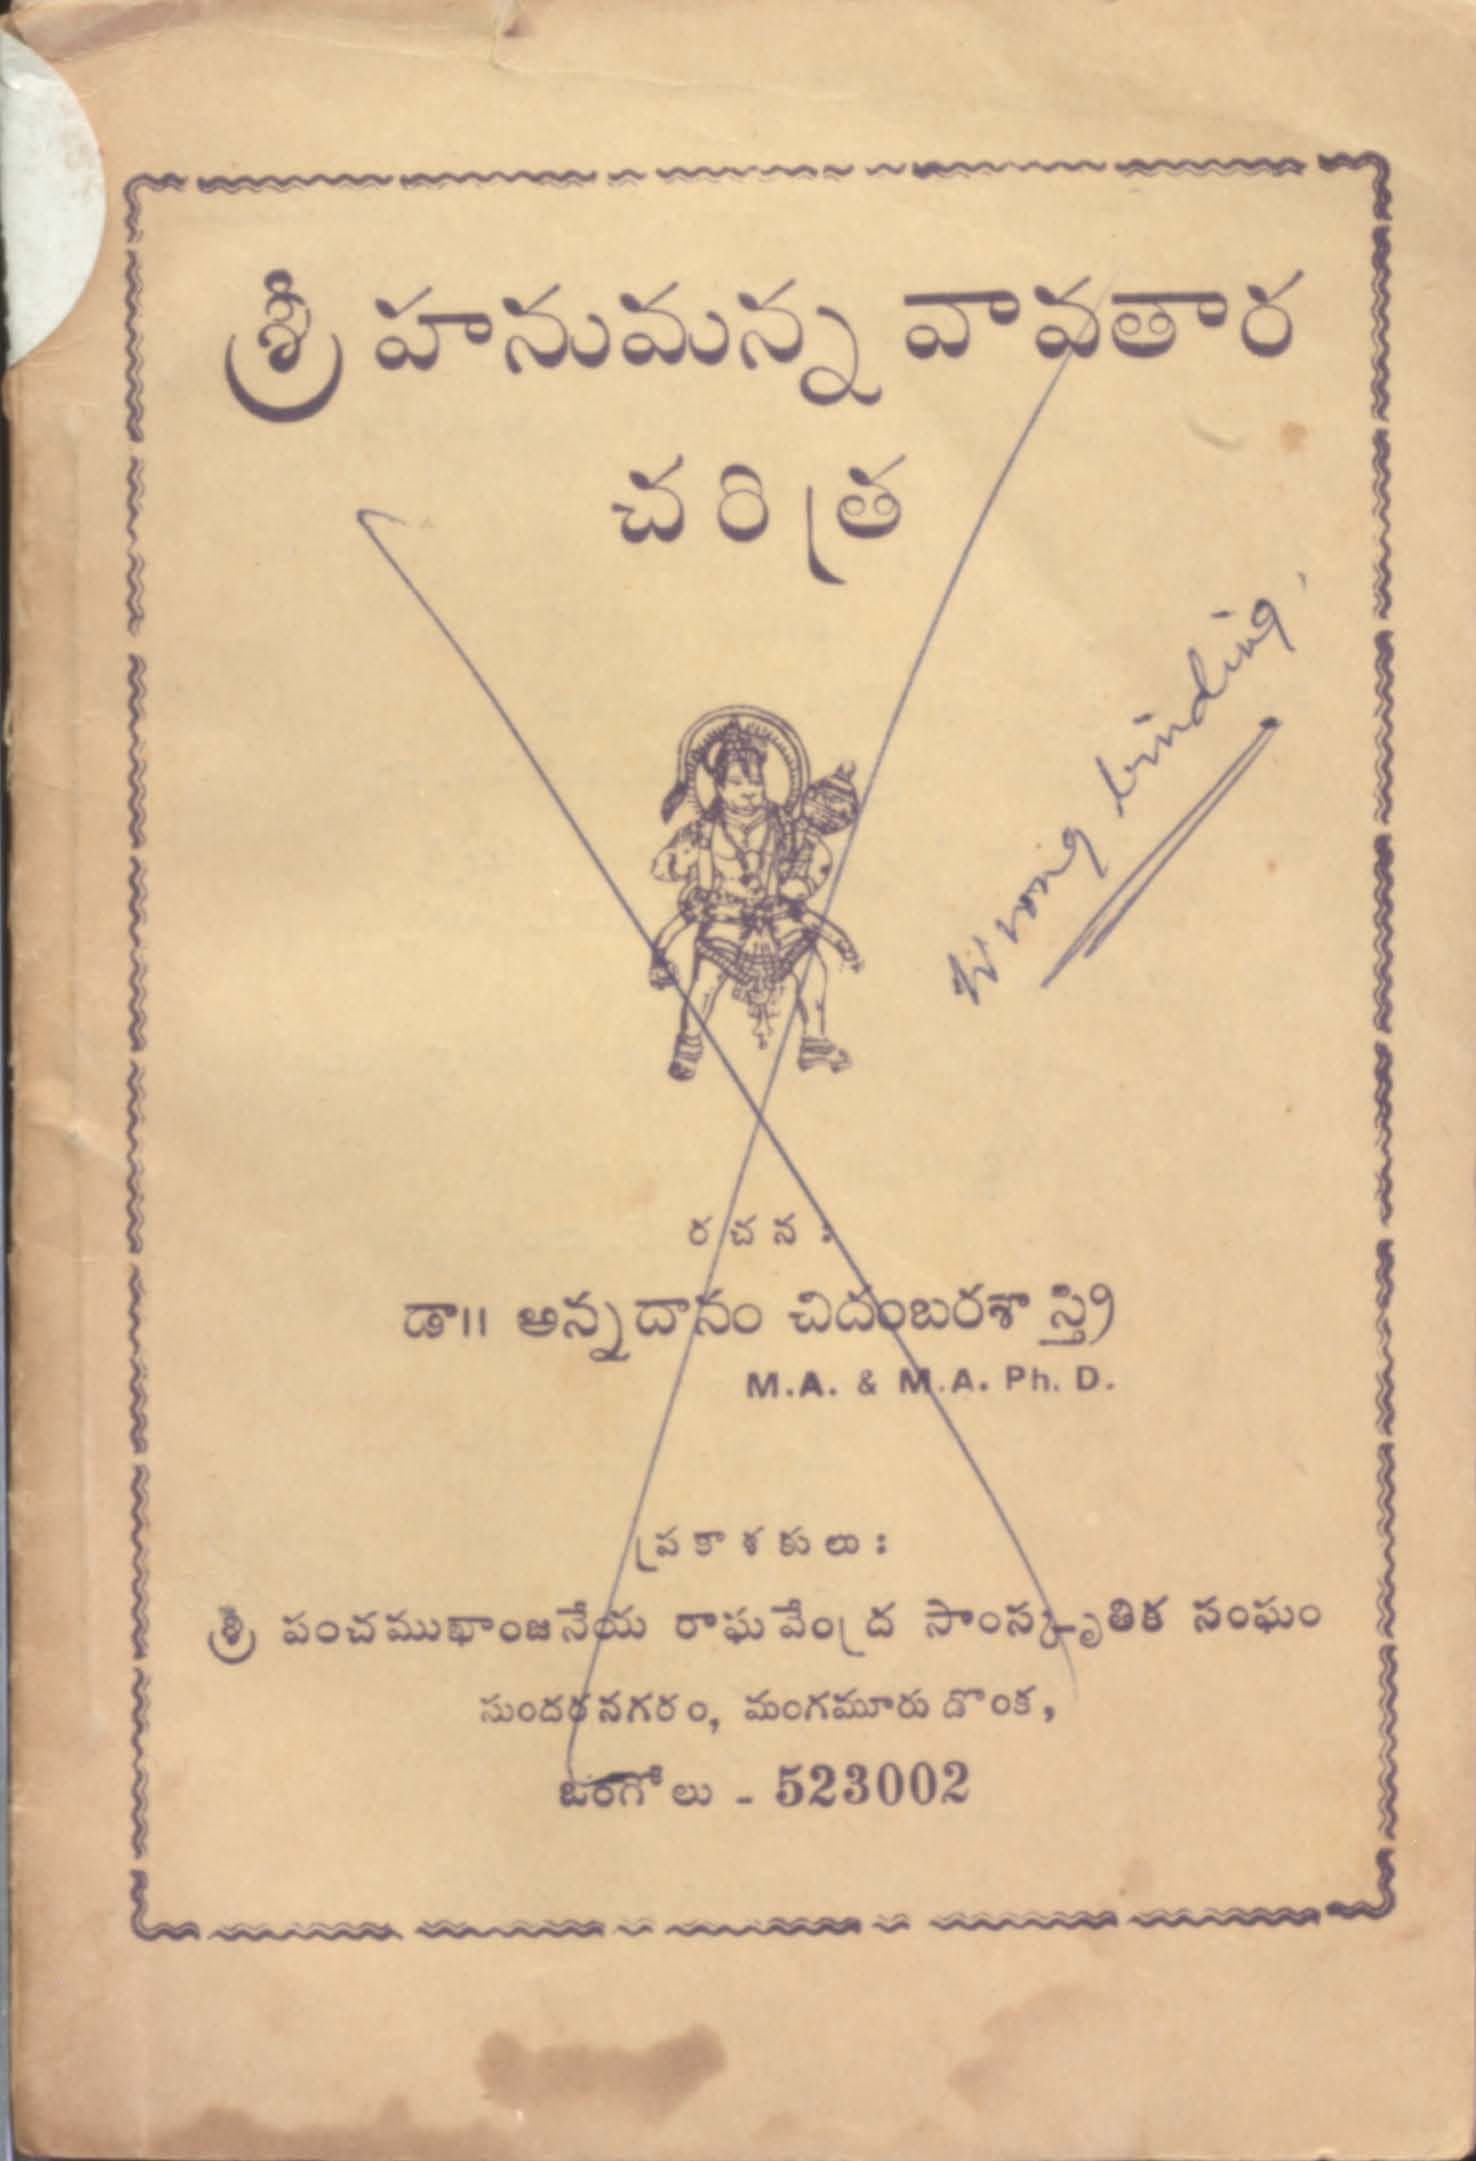 శ్రీ హనుమన్న వావతార
చరిత్ర
Wrong binding.
రచన :
డా॥ అన్నదానం చిదంబరశాస్త్రి
M.A. & M.A. Ph. D.
ప్రకాశకులు :
శ్రీ పంచముఖాంజనేయ రాఘవేంద్ర సాంస్కృతిక సంఘం
సుందరనగరం, మంగమూరు డొంక,
ఒంగోలు - 523002